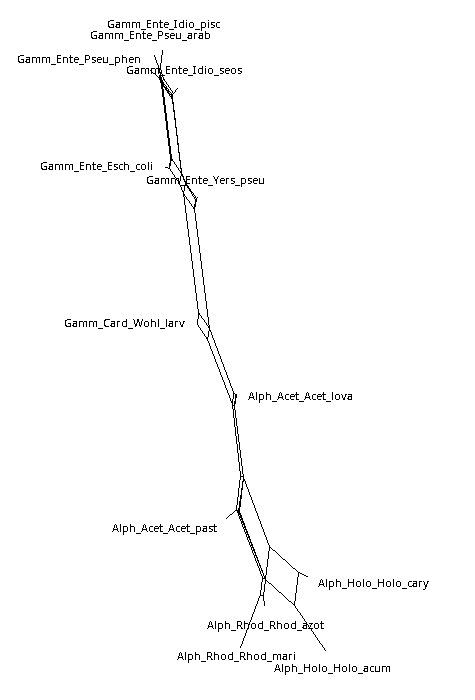 Gamm_Ente_Idio_pisc
Gamm_Ente_Pseu_arab
Gamm_Ente_Pseu_phen
Gamm_Ente_Idio_seos
Gamm_Ente_Esch_coli
Gamm_Ente_Yers_pseu
Gamm_Card_Wohl_larv
Alph_Acet_Acet_lova
Alph_Acet_Acet_past
Alph_Holo_Holo_cary
Alph_Rhod_Rhod_azot
Alph_Rhod_Rhod_mari
Alph_Holo_Holo_acum